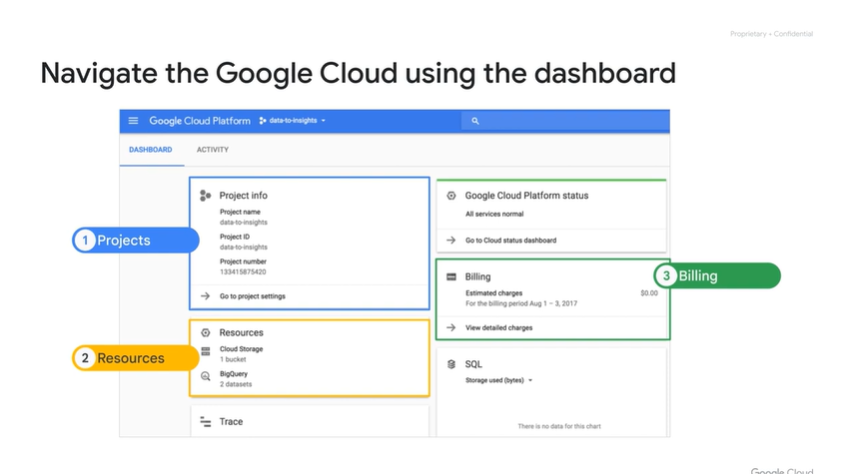 Proprietary + Confidential
Navigate the Google Cloud using the dashboard
Google Cloud Platform data-to-insights
DASHBOARD ACTIVITY
1 Projects
Project info
Project name
data-to-insights
Project ID
data-to-insights
Project number
133415875420
Go to project settings
2 Resources
Resources
Cloud Storage
1 bucket
BigQuery
2 datasets
Trace
Google Cloud Platform status
All services normal
Go to Cloud status dashboard
3 Billing
Billing
Estimated charges $0.00
For the billing period Aug 1 – 3, 2017
View detailed charges
SQL
Storage used (bytes)
There is no data for this chart
Google Cloud